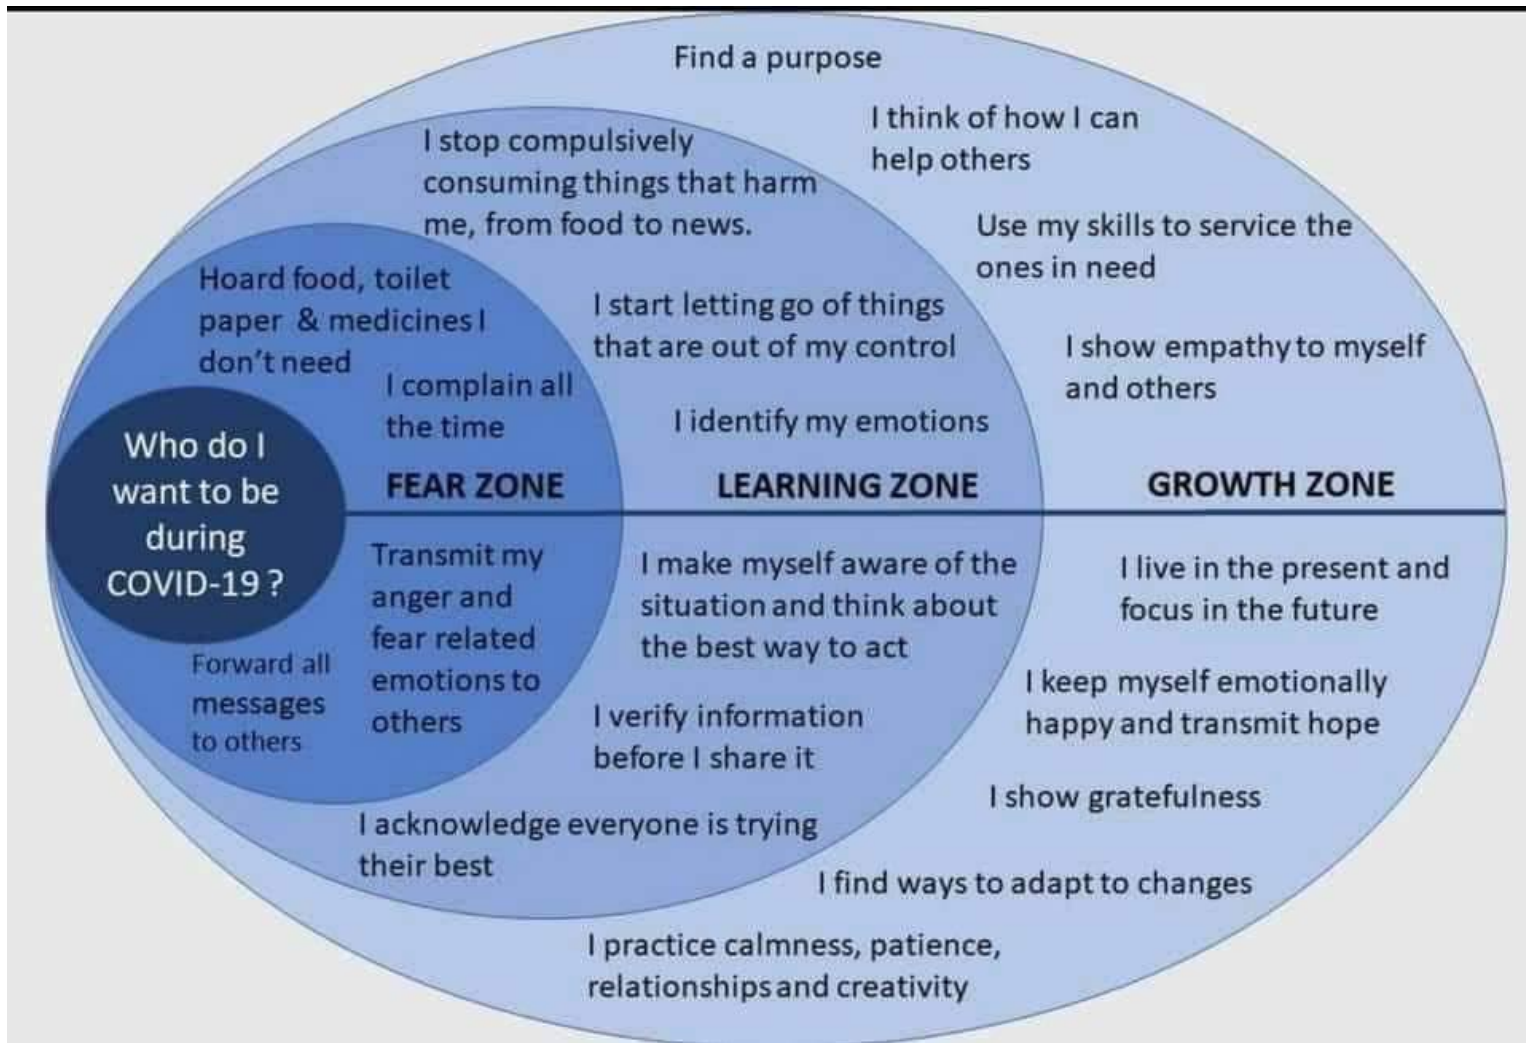 Find a purpose
I think of how I can
help others
I stop compulsively
consuming things that harm
me, from food to news.
Use my skills to service the
ones in need
Hoard food, toilet
paper & medicines I
don't need
I start letting go of things
that are out of my control
I show empathy to myself
and others
I complain all
the time
I identify my emotions
Who do I
want to be
during
COVID-19 ?
FEAR ZONE
LEARNING ZONE
GROWTH ZONE
Transmit my
anger and
fear related
emotions to
others
I make myself aware of the
situation and think about
the best way to act
I live in the present and
focus in the future
Forward all
messages
to others
I keep myself emotionally
happy and transmit hope
I verify information
before I share it
I show gratefulness
I acknowledge everyone is trying
their best
I find ways to adapt to changes
I practice calmness, patience,
relationships and creativity